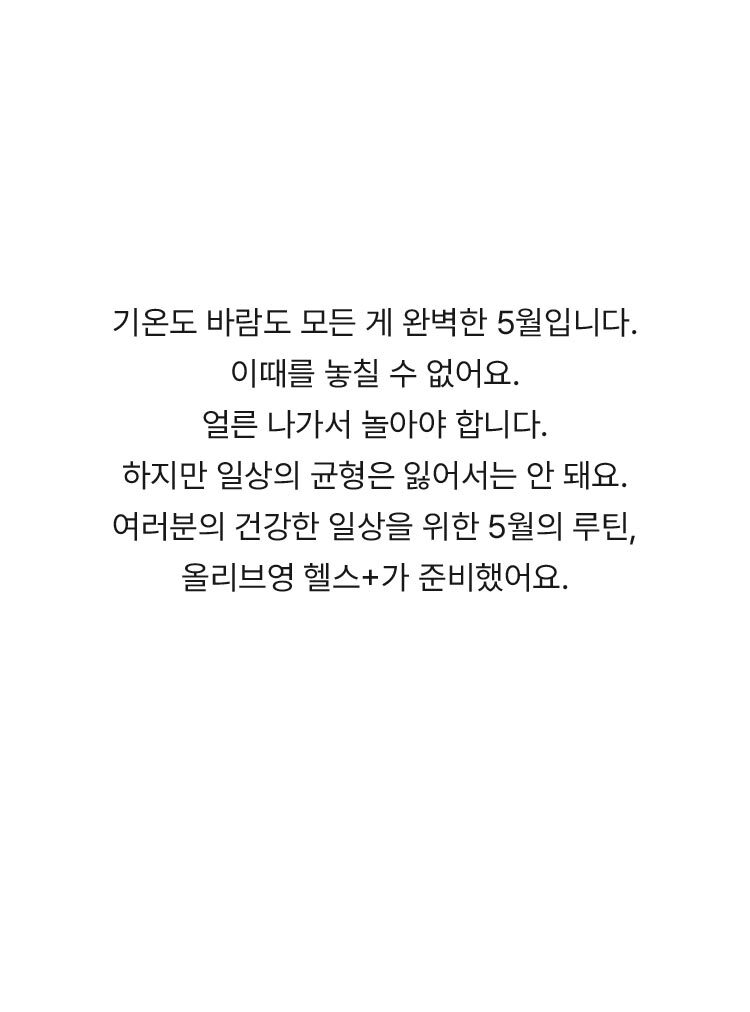 기온도 바람도 모든 게 완벽한 5월입니다.
이때를 놓칠 수 없어요.
얼른 나가서 놀아야 합니다.
하지만 일상의 균형은 잃어서는 안 돼요.
여러분의 건강한 일상을 위한 5월의 루틴,
올리브영 헬스+가 준비했어요.